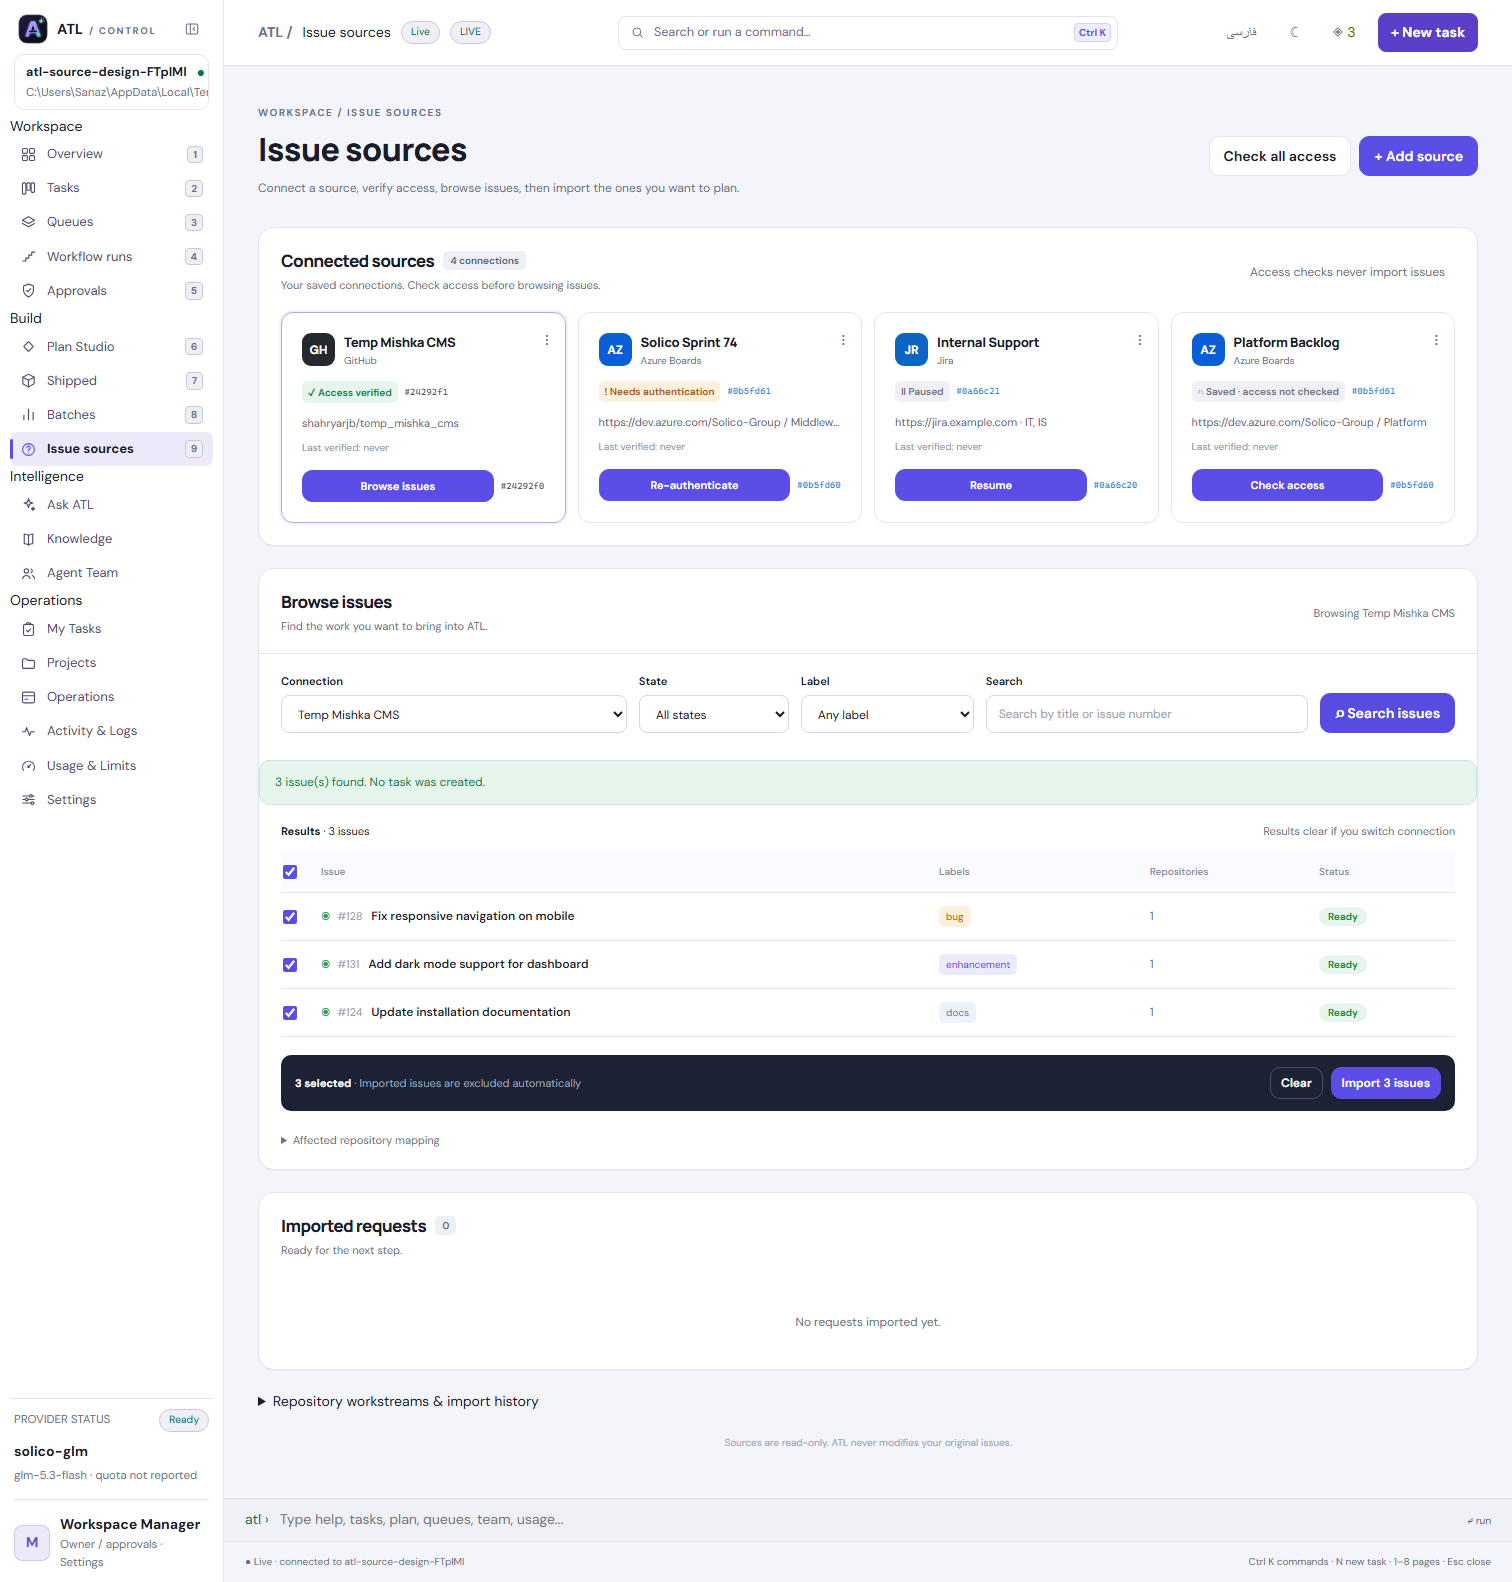 ATL / CONTROL
atl-source-design-FTplMl
C:\Users\Sanaz\AppData\Local\Te
Workspace
Overview 1
Tasks 2
Queues 3
Workflow runs 4
Approvals 5
Build
Plan Studio 6
Shipped 7
Batches 8
Issue sources 9
Intelligence
Ask ATL
Knowledge
Agent Team
Operations
My Tasks
Projects
Operations
Activity & Logs
Usage & Limits
Settings
PROVIDER STATUS Ready
solico-glm
glm-5.3-flash · quota not reported
M
Workspace Manager
Owner / approvals ·
Settings
ATL / Issue sources Live LIVE
Search or run a command... Ctrl K
فارسی
3
+ New task
WORKSPACE / ISSUE SOURCES
Issue sources
Connect a source, verify access, browse issues, then import the ones you want to plan.
Check all access
+ Add source
Connected sources 4 connections
Your saved connections. Check access before browsing issues.
Access checks never import issues
GH
Temp Mishka CMS
GitHub
✓ Access verified #24292f1
shahryarjb/temp_mishka_cms
Last verified: never
Browse issues #24292f0
AZ
Solico Sprint 74
Azure Boards
! Needs authentication #0b5fd61
https://dev.azure.com/Solico-Group / Middlew...
Last verified: never
Re-authenticate #0b5fd60
JR
Internal Support
Jira
II Paused #0a66c21
https://jira.example.com · IT, IS
Last verified: never
Resume #0a66c20
AZ
Platform Backlog
Azure Boards
○ Saved · access not checked #0b5fd61
https://dev.azure.com/Solico-Group / Platform
Last verified: never
Check access #0b5fd60
Browse issues
Find the work you want to bring into ATL.
Browsing Temp Mishka CMS
Connection State Label Search
Temp Mishka CMS All states Any label Search by title or issue number Search issues
3 issue(s) found. No task was created.
Results · 3 issues
Results clear if you switch connection
Issue Labels Repositories Status
#128 Fix responsive navigation on mobile bug 1 Ready
#131 Add dark mode support for dashboard enhancement 1 Ready
#124 Update installation documentation docs 1 Ready
3 selected · Imported issues are excluded automatically
Clear
Import 3 issues
▶ Affected repository mapping
Imported requests 0
Ready for the next step.
No requests imported yet.
▶ Repository workstreams & import history
Sources are read-only. ATL never modifies your original issues.
atl › Type help, tasks, plan, queues, team, usage...
↵ run
● Live · connected to atl-source-design-FTplMl
Ctrl K commands · N new task · 1–8 pages · Esc close